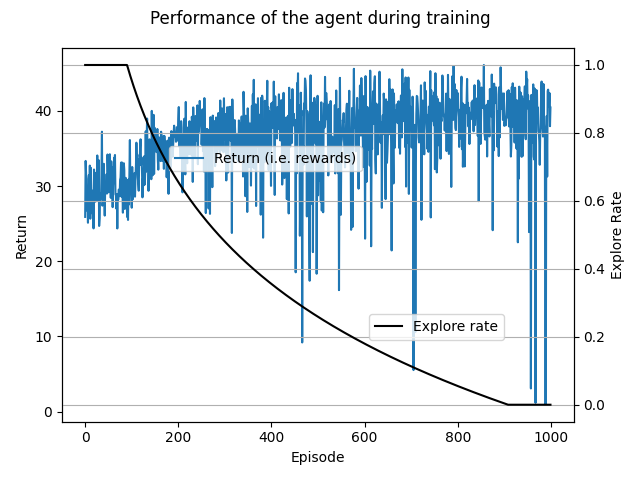 Performance of the agent during training
40
30
20
10
0
Return
1.0
0.8
0.6
0.4
0.2
0.0
Explore Rate
Return (i.e. rewards)
Explore rate
0 200 400 600 800 1000
Episode